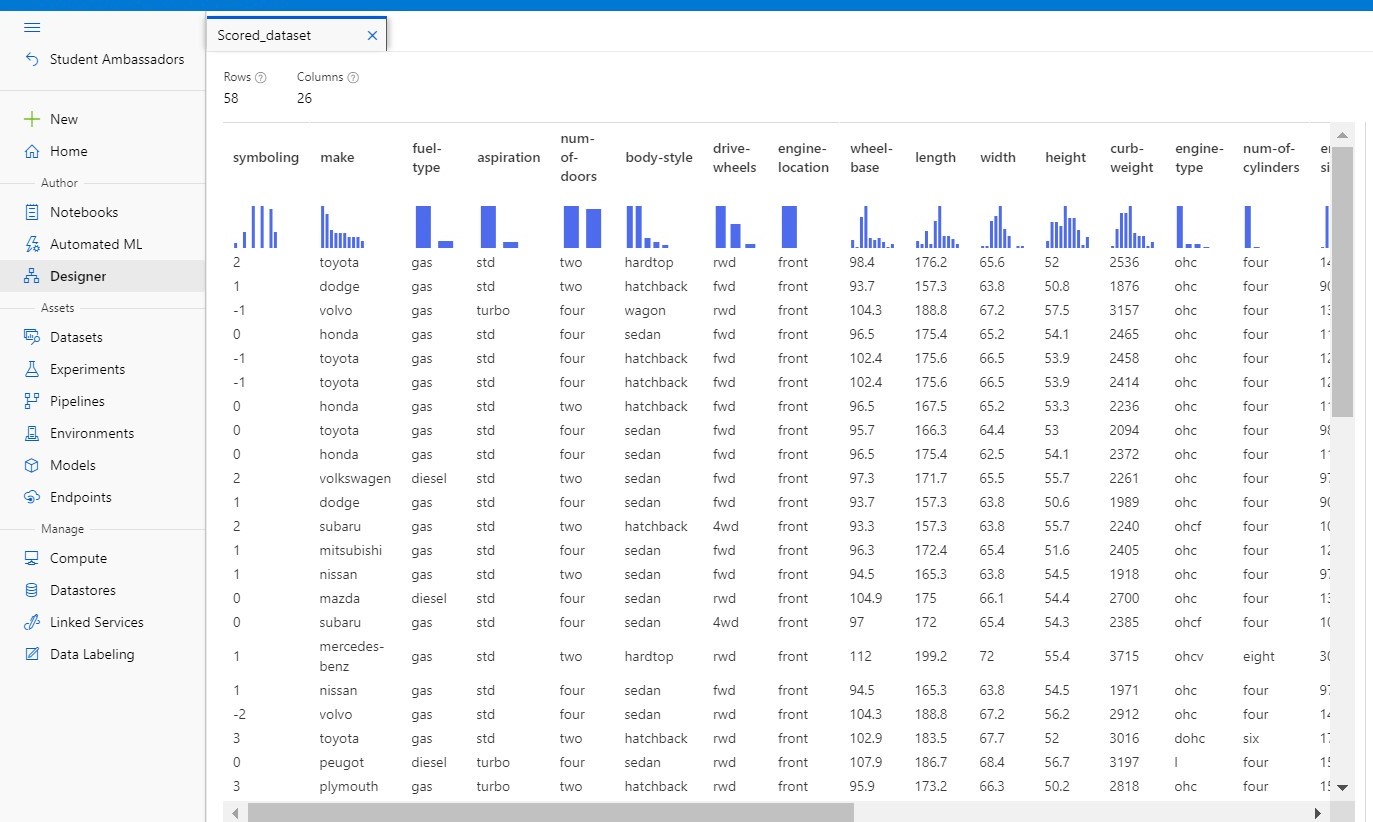 Student Ambassadors
New
Home
Author
Notebooks
Automated ML
Designer
Assets
Datasets
Experiments
Pipelines
Environments
Models
Endpoints
Manage
Compute
Datastores
Linked Services
Data Labeling
Scored_dataset
Rows Columns
58 26
symboling make fuel-type aspiration num-of-doors body-style drive-wheels engine-location wheel-base length width height curb-weight engine-type num-of-cylinders
2 toyota gas std two hardtop rwd front 98.4 176.2 65.6 52 2536 ohc four
1 dodge gas std two hatchback fwd front 93.7 157.3 63.8 50.8 1876 ohc four
-1 volvo gas turbo four wagon rwd front 104.3 188.8 67.2 57.5 3157 ohc four
0 honda gas std four sedan fwd front 96.5 175.4 65.2 54.1 2465 ohc four
-1 toyota gas std four hatchback fwd front 102.4 175.6 66.5 53.9 2458 ohc four
-1 toyota gas std four hatchback fwd front 102.4 175.6 66.5 53.9 2414 ohc four
0 honda gas std two hatchback fwd front 96.5 167.5 65.2 53.3 2236 ohc four
0 toyota gas std four sedan fwd front 95.7 166.3 64.4 53 2094 ohc four
0 honda gas std four sedan fwd front 96.5 175.4 62.5 54.1 2372 ohc four
2 volkswagen diesel std two sedan fwd front 97.3 171.7 65.5 55.7 2261 ohc four
1 dodge gas std four sedan fwd front 93.7 157.3 63.8 50.6 1989 ohc four
2 subaru gas std two hatchback 4wd front 93.3 157.3 63.8 55.7 2240 ohcf four
1 mitsubishi gas std four sedan fwd front 96.3 172.4 65.4 51.6 2405 ohc four
1 nissan gas std two sedan fwd front 94.5 165.3 63.8 54.5 1918 ohc four
0 mazda diesel std four sedan rwd front 104.9 175 66.1 54.4 2700 ohc four
0 subaru gas std four sedan 4wd front 97 172 65.4 54.3 2385 ohcf four
1 mercedes-benz gas std two hardtop rwd front 112 199.2 72 55.4 3715 ohcv eight
1 nissan gas std four sedan fwd front 94.5 165.3 63.8 54.5 1971 ohc four
-2 volvo gas std four sedan rwd front 104.3 188.8 67.2 56.2 2912 ohc four
3 toyota gas std two hatchback rwd front 102.9 183.5 67.7 52 3016 dohc six
0 peugot diesel turbo four sedan rwd front 107.9 186.7 68.4 56.7 3197 l four
3 plymouth gas turbo two hatchback rwd front 95.9 173.2 66.3 50.2 2818 ohc four